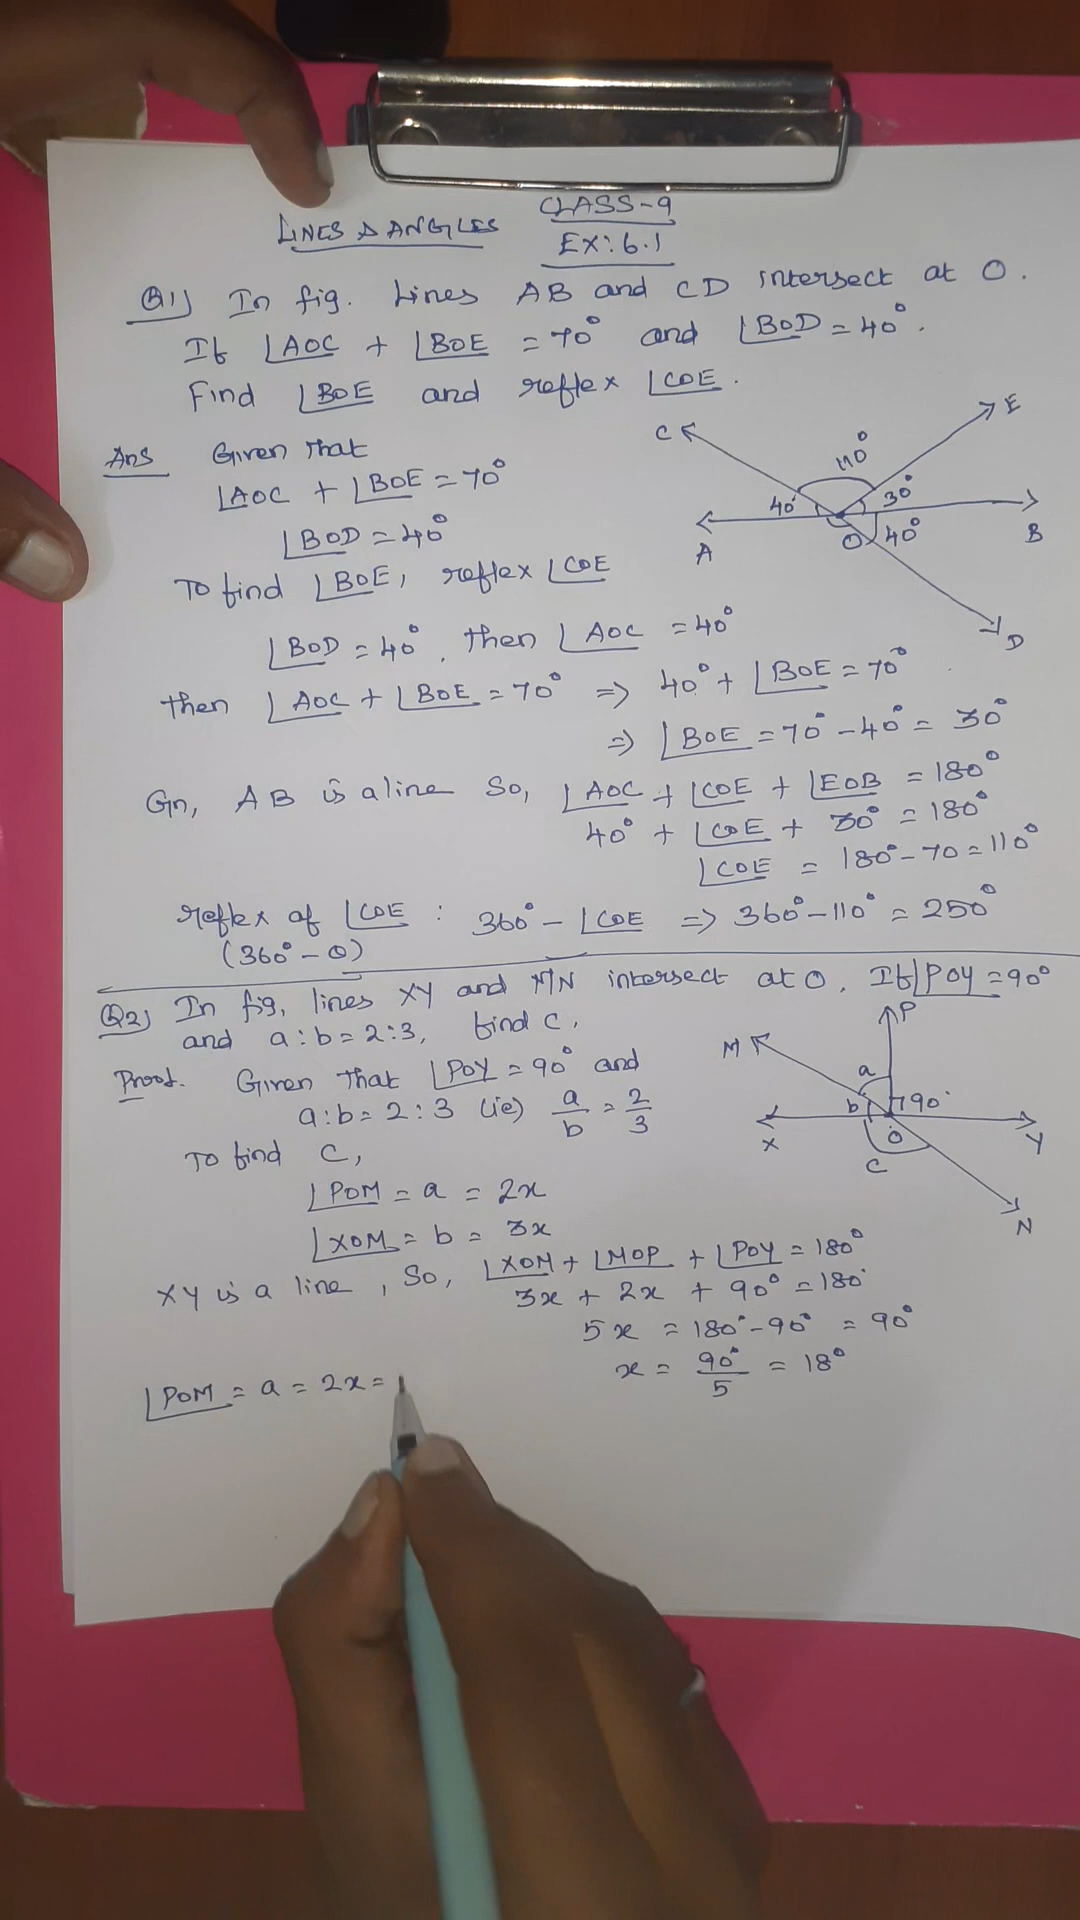 LINES & ANGLES
CLASS-9
EX: 6.1
Q1) In fig. Lines AB and CD intersect at O.
If ∠AOC + ∠BOE = 70° and ∠BOD = 40°.
Find ∠BOE and reflex ∠COE.
Ans Given that
∠AOC + ∠BOE = 70°
∠BOD = 40°
To find ∠BOE, reflex ∠COE
C
E
110°
40°
30°
A
O
40°
B
D
∠BOD = 40°, then ∠AOC = 40°
then ∠AOC + ∠BOE = 70° => 40° + ∠BOE = 70°
=> ∠BOE = 70° - 40° = 30°
Gn, AB is a line So, ∠AOC + ∠COE + ∠EOB = 180°
40° + ∠COE + 30° = 180°
∠COE = 180° - 70 = 110°
reflex of ∠COE : 360° - ∠COE => 360° - 110° = 250°
(360° - θ)
Q2) In fig, lines XY and MN intersect at O. If ∠POY = 90°
and a:b = 2:3, find C.
Proof. Given that ∠POY = 90° and
a:b = 2:3 (ie) a/b = 2/3
To find C,
P
M
a
b
90°
X
O
Y
C
N
∠POM = a = 2x
∠XOM = b = 3x
XY is a line, So, ∠XOM + ∠MOP + ∠POY = 180°
3x + 2x + 90° = 180°
5x = 180° - 90° = 90°
x = 90°/5 = 18°
∠POM = a = 2x =